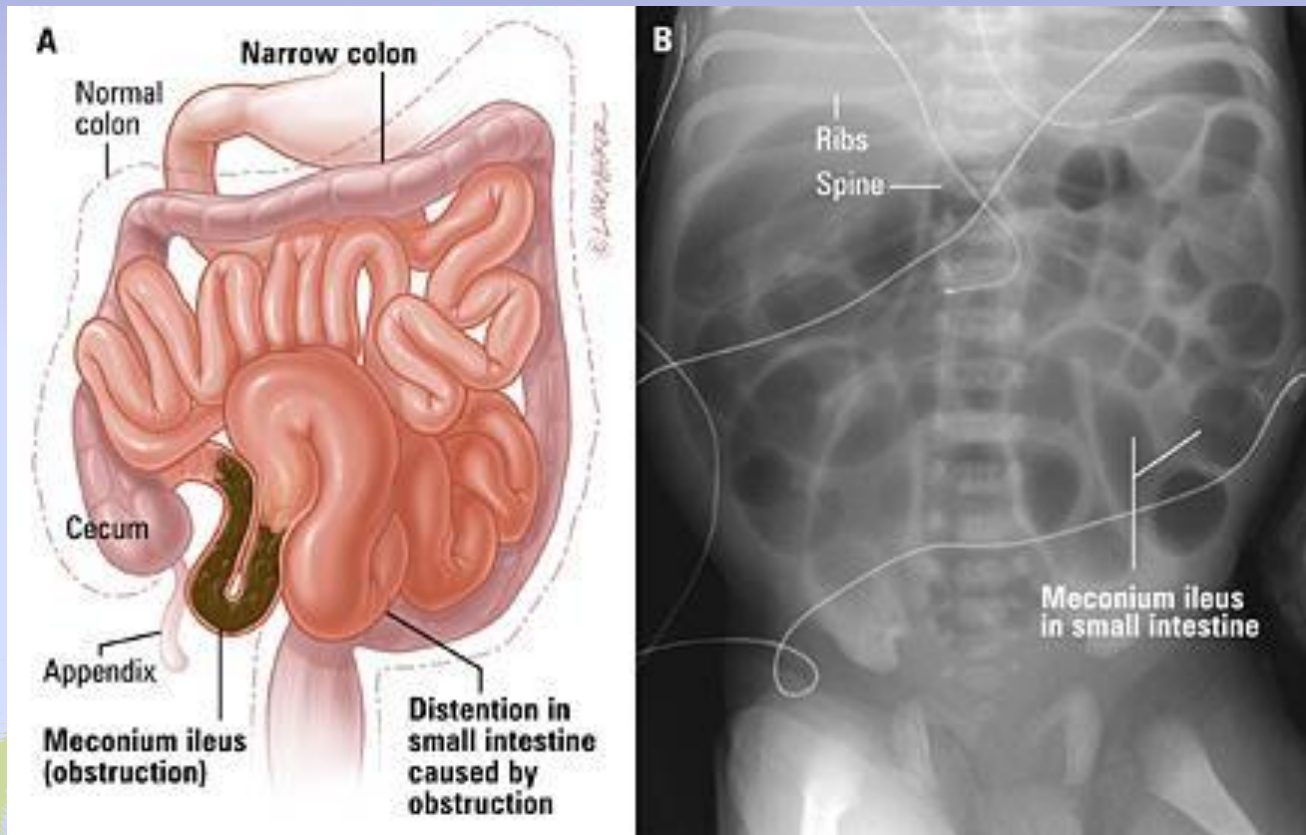 A
Narrow colon
Normal
colon
Cecum
Appendix
Meconium ileus
(obstruction)
Distention in
small intestine
caused by
obstruction
B
Ribs
Spine
Meconium ileus
in small intestine